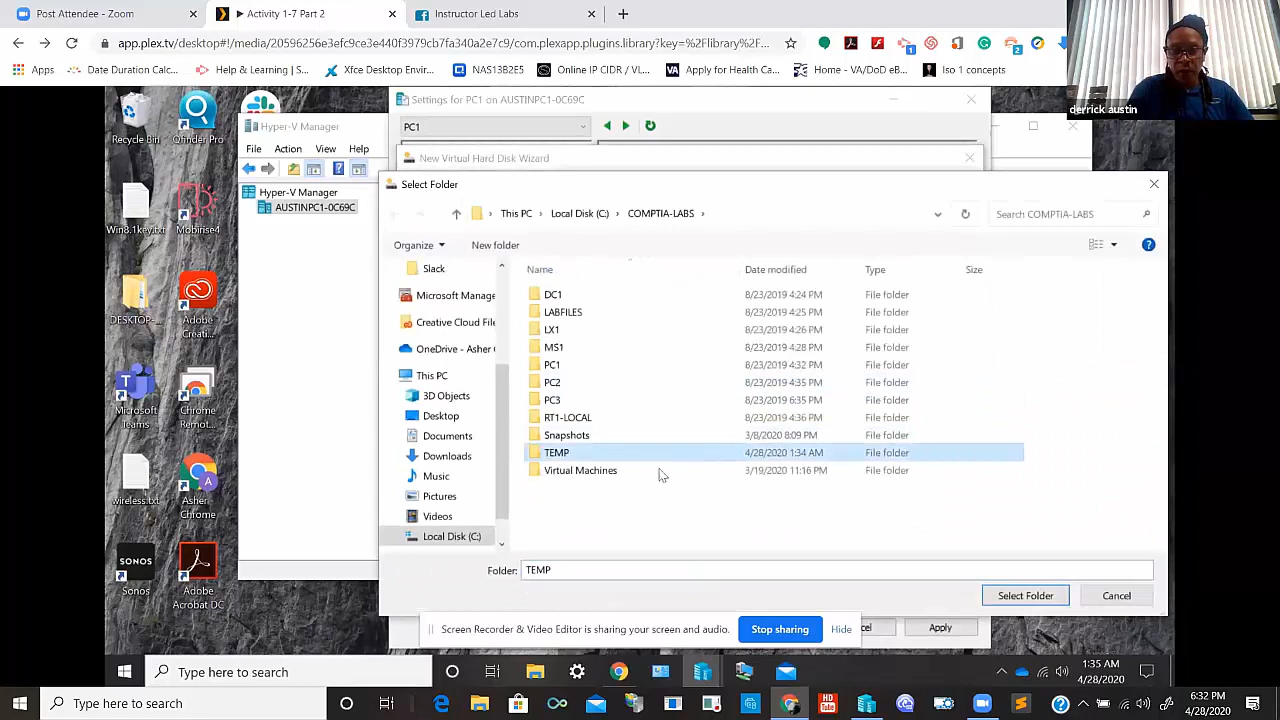 Post Attendee - Zoom
Activity 1-7 Part 2
Instructor Led Labs
app.plex.tv/desktop#!/media/20096256e3efc9ce3e440f3979cb7fa340a2e7c9/com.plexapp.plugins.library?key=%2Flibrary%2F...
Apps
Date Duration Calc...
Help & Learning | S...
Xfce Desktop Envir...
NAS13B2E5
Online IP CIDR / VL...
Apply for Health Ca...
Home - VA/DoD eB...
Iso 1 concepts
derrick austin
Recycle Bin
Qfinder Pro
Win8.1key.txt
Mobirise4
DESKTOP-...
Adobe Creati...
Microsoft Teams
Chrome Remot...
wireless.txt
Asher - Chrome
SONOS
Sonos
Adobe Acrobat DC
Hyper-V Manager
File Action View Help
Hyper-V Manager
AUSTINPC1-0C69C
Settings for PC1 on AUSTINPC1-0C69C
PC1
New Virtual Hard Disk Wizard
Select Folder
This PC > Local Disk (C:) > COMPTIA-LABS >
Search COMPTIA-LABS
Organize New folder
Slack
Microsoft Manage
Creative Cloud File
OneDrive - Asher C
This PC
3D Objects
Desktop
Documents
Downloads
Music
Pictures
Videos
Local Disk (C:)
Name Date modified Type Size
DC1 8/23/2019 4:24 PM File folder
LABFILES 8/23/2019 4:25 PM File folder
LX1 8/23/2019 4:26 PM File folder
MS1 8/23/2019 4:28 PM File folder
PC1 8/23/2019 4:32 PM File folder
PC2 8/23/2019 4:35 PM File folder
PC3 8/23/2019 6:35 PM File folder
RT1-LOCAL 8/23/2019 4:36 PM File folder
Snapshots 3/8/2020 8:09 PM File folder
TEMP 4/28/2020 1:34 AM File folder
Virtual Machines 3/19/2020 11:16 PM File folder
Folder: TEMP
Select Folder Cancel
Screen Recorder & Video Editor is sharing your screen and audio. Stop sharing Hide
cel Apply
Type here to search
1:35 AM
4/28/2020
Type here to search
HD
Tube
6:32 PM
4/28/2020